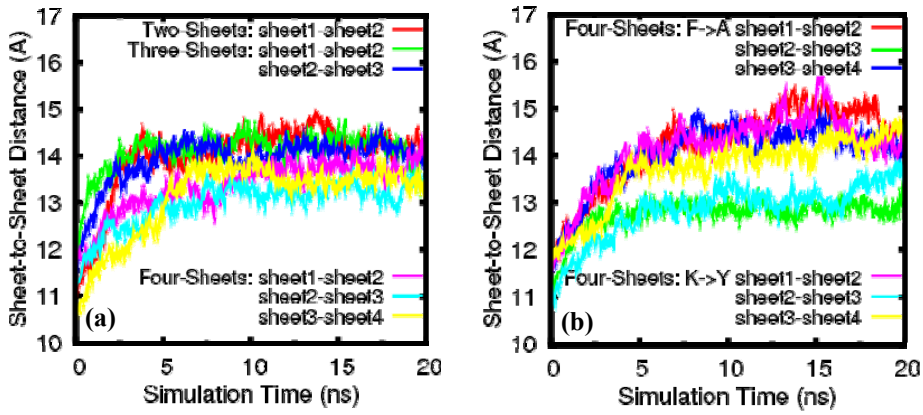 Sheet-to-Sheet Distance (A)
17
16
15
14
13
12
11
10
Two-Sheets: sheet1-sheet2
Three-Sheets: sheet1-sheet2
sheet2-sheet3
Four-Sheets: sheet1-sheet2
sheet2-sheet3
sheet3-sheet4
(a)
0 5 10 15 20
Simulation Time (ns)
Sheet-to-Sheet Distance (A)
17
16
15
14
13
12
11
10
Four-Sheets: F->A sheet1-sheet2
sheet2-sheet3
sheet3-sheet4
Four-Sheets: K->Y sheet1-sheet2
sheet2-sheet3
sheet3-sheet4
(b)
0 5 10 15 20
Simulation Time (ns)